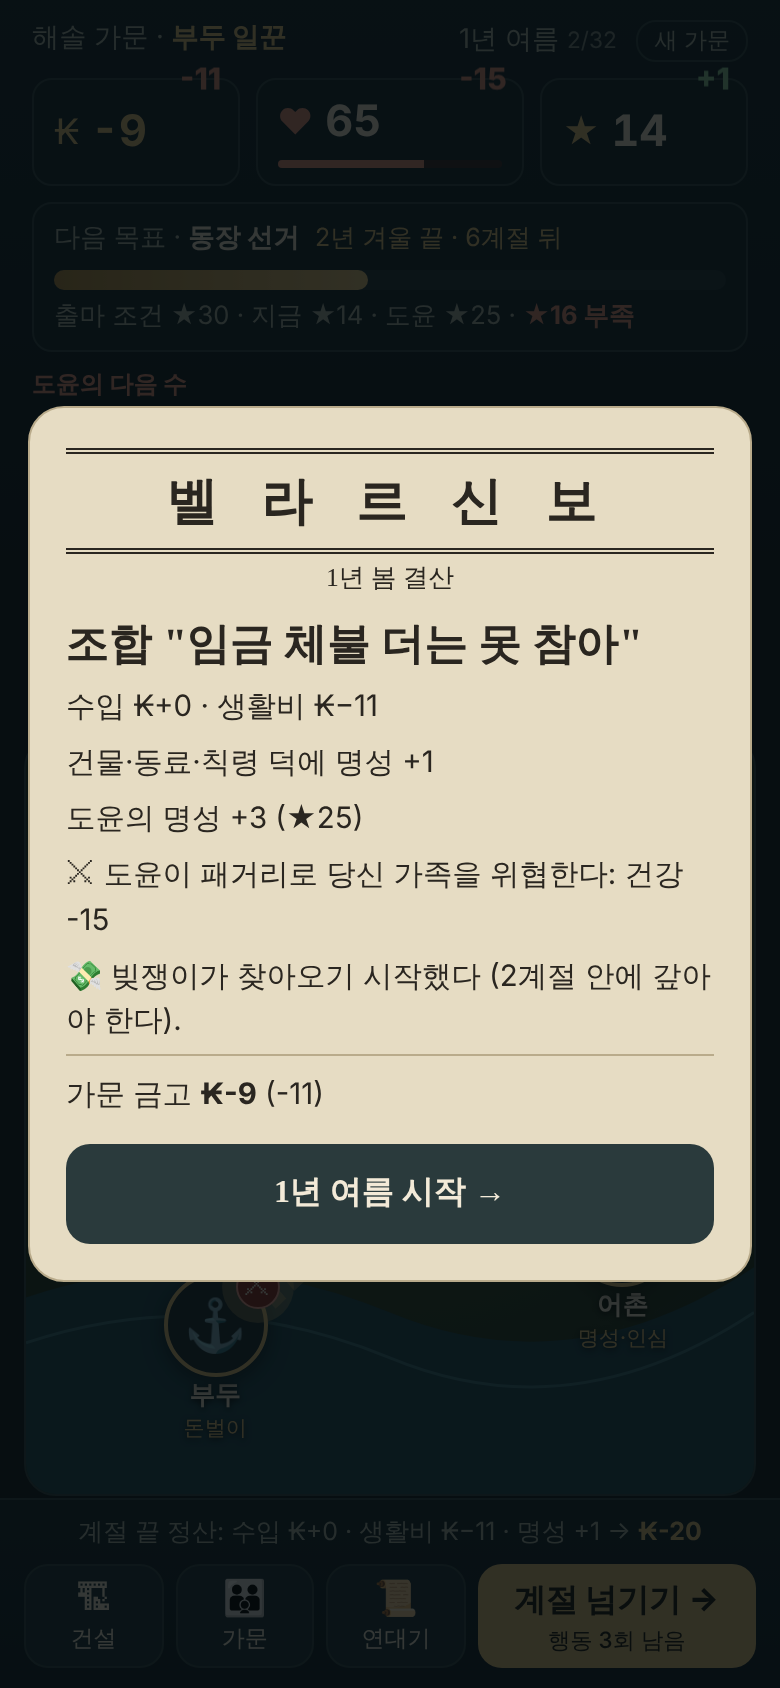 해솔 가문 · 부두 일꾼
1년 여름 2/32
새 가문
-11
-15
+1
₭ -9
♥ 65
★ 14
다음 목표 · 동장 선거 2년 겨울 끝 · 6계절 뒤
출마 조건 ★30 · 지금 ★14 · 도윤 ★25 · ★16 부족
도윤의 다음 수
벨라르신보
1년 봄 결산
조합 "임금 체불 더는 못 참아"
수입 ₭+0 · 생활비 ₭−11
건물·동료·칙령 덕에 명성 +1
도윤의 명성 +3 (★25)
⚔ 도윤이 패거리로 당신 가족을 위협한다: 건강
-15
💸 빚쟁이가 찾아오기 시작했다 (2계절 안에 갚아
야 한다).
가문 금고 ₭-9 (-11)
1년 여름 시작 →
어촌
명성·인심
부두
돈벌이
계절 끝 정산: 수입 ₭+0 · 생활비 ₭−11 · 명성 +1 → ₭-20
건설
가문
연대기
계절 넘기기 →
행동 3회 남음